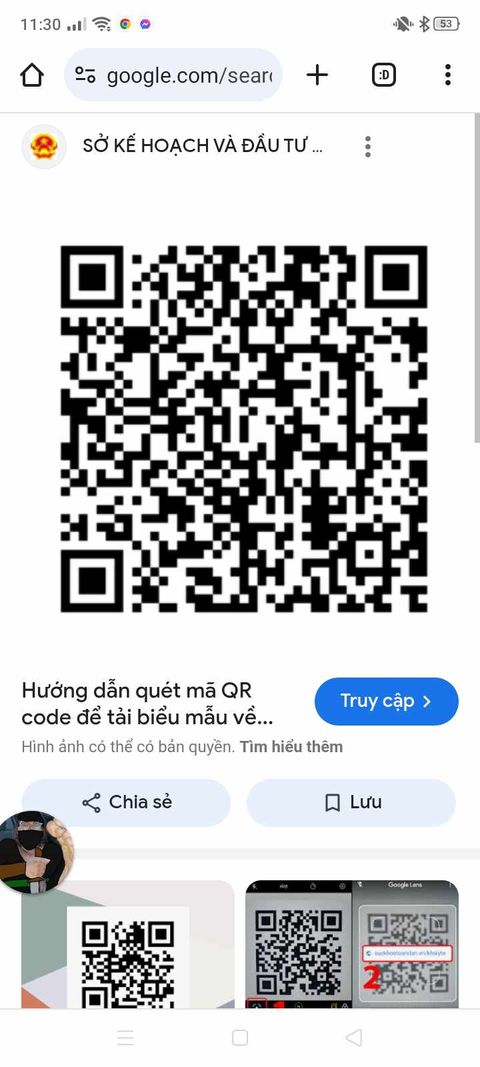 11:30
53
google.com/sear
:D
SỞ KẾ HOẠCH VÀ ĐẦU TƯ ...
Hướng dẫn quét mã QR
code để tải biểu mẫu về...
Truy cập
Hình ảnh có thể có bản quyền. Tìm hiểu thêm
Chia sẻ
Lưu
Google Lens
2